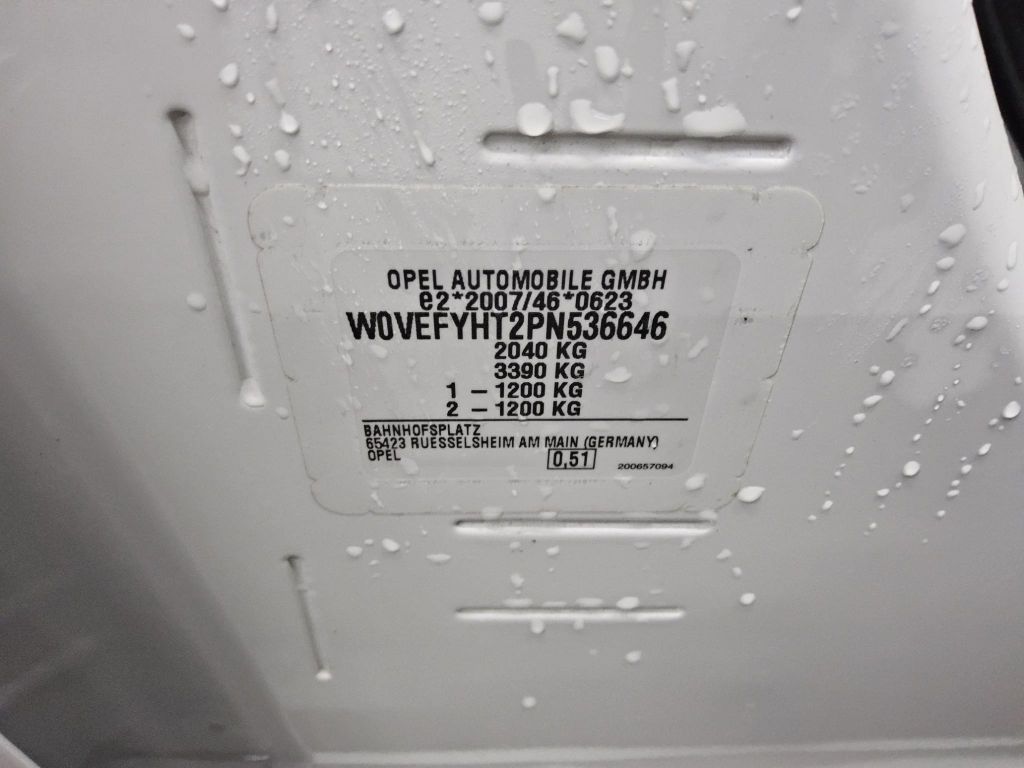 OPEL AUTOMOBILE GMBH
e2*2007/46*0623
W0VEFYHT2PN536646
2040 KG
3390 KG
1 – 1200 KG
2 – 1200 KG
BAHNHOFSPLATZ
65423 RUESSELSHEIM AM MAIN (GERMANY)
OPEL 0,51 200657094